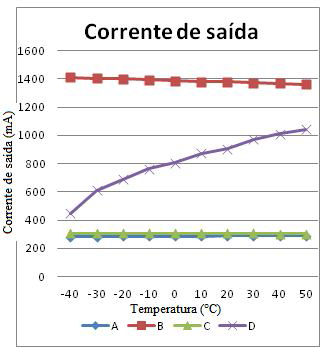 Corrente de saída
1600
1400
1200
1000
800
600
400
200
0
Corrente de saída (mA)
-40 -30 -20 -10 0 10 20 30 40 50
Temperatura (°C)
A B C D